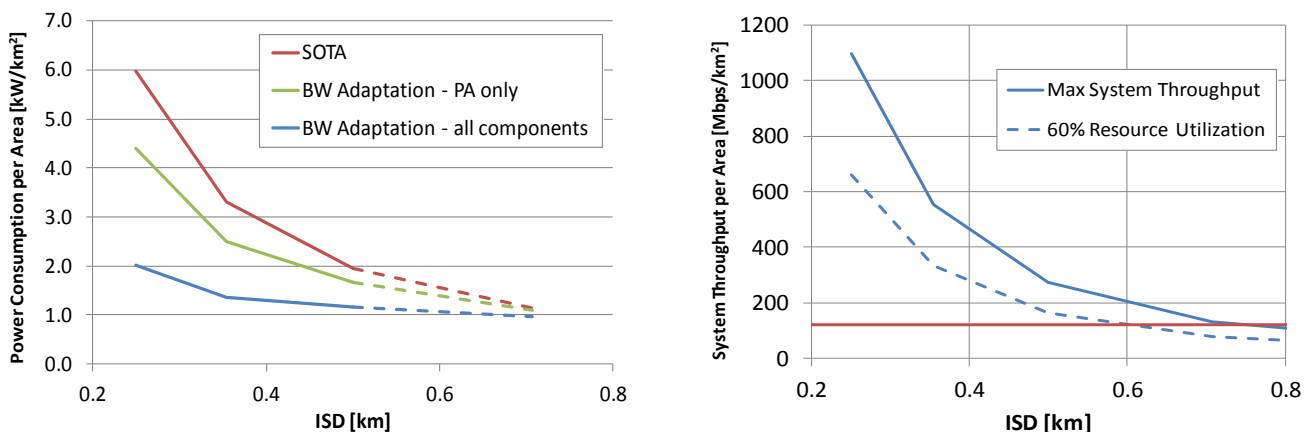 Power Consumption per Area [kW/km²]
7.0
6.0
5.0
4.0
3.0
2.0
1.0
0.0
SOTA
BW Adaptation - PA only
BW Adaptation - all components
0.2
0.4
0.6
0.8
ISD [km]
System Throughput per Area [Mbps/km²]
1200
1000
800
600
400
200
0
Max System Throughput
60% Resource Utilization
0.2
0.4
0.6
0.8
ISD [km]